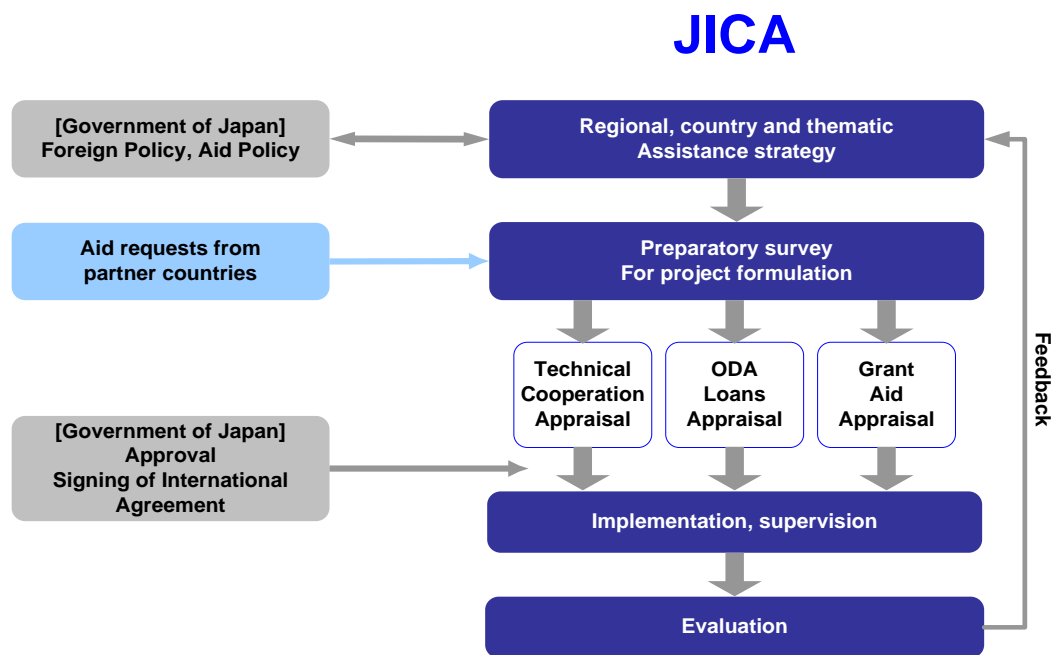 JICA
[Government of Japan]
Foreign Policy, Aid Policy
Regional, country and thematic
Assistance strategy
Aid requests from
partner countries
Preparatory survey
For project formulation
Technical
Cooperation
Appraisal
ODA
Loans
Appraisal
Grant
Aid
Appraisal
Feedback
[Government of Japan]
Approval
Signing of International
Agreement
Implementation, supervision
Evaluation